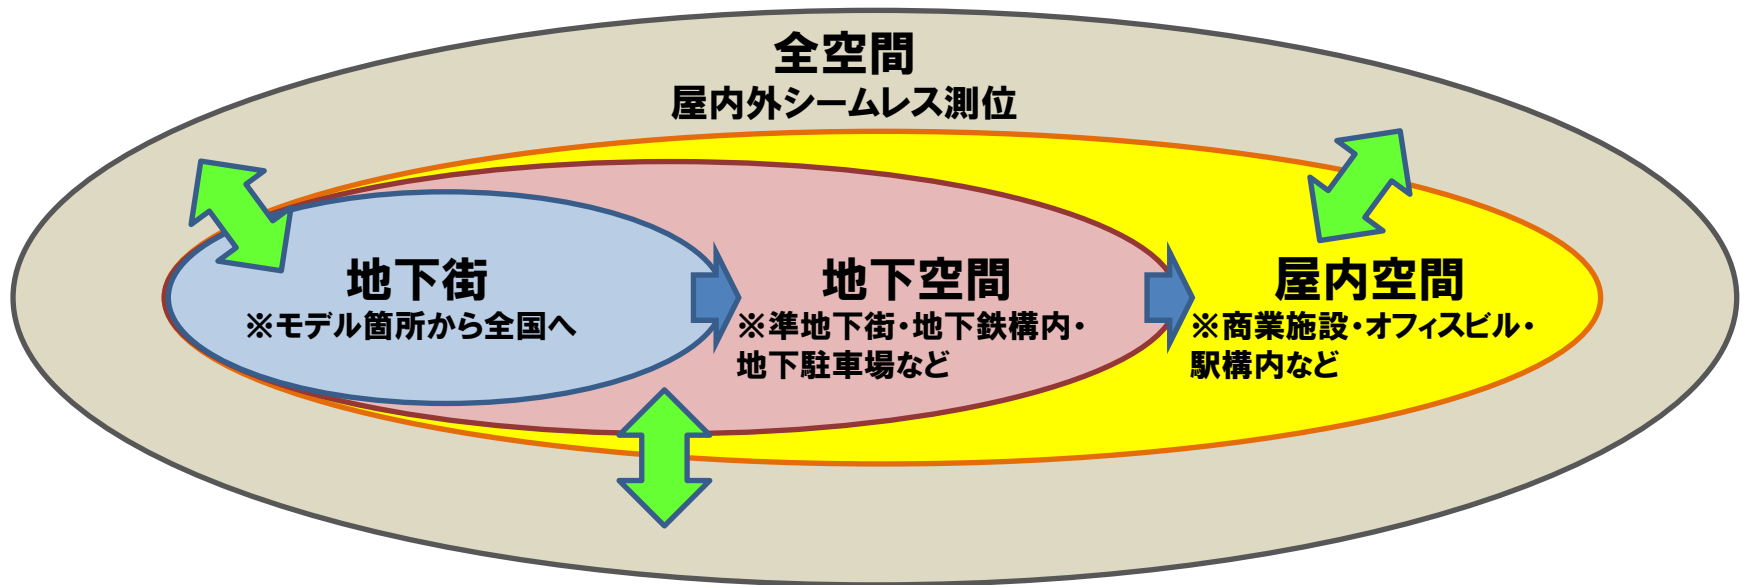 全空間
屋内外シームレス測位
地下街
※モデル箇所から全国へ
地下空間
※準地下街・地下鉄構内・
地下駐車場など
屋内空間
※商業施設・オフィスビル・
駅構内など